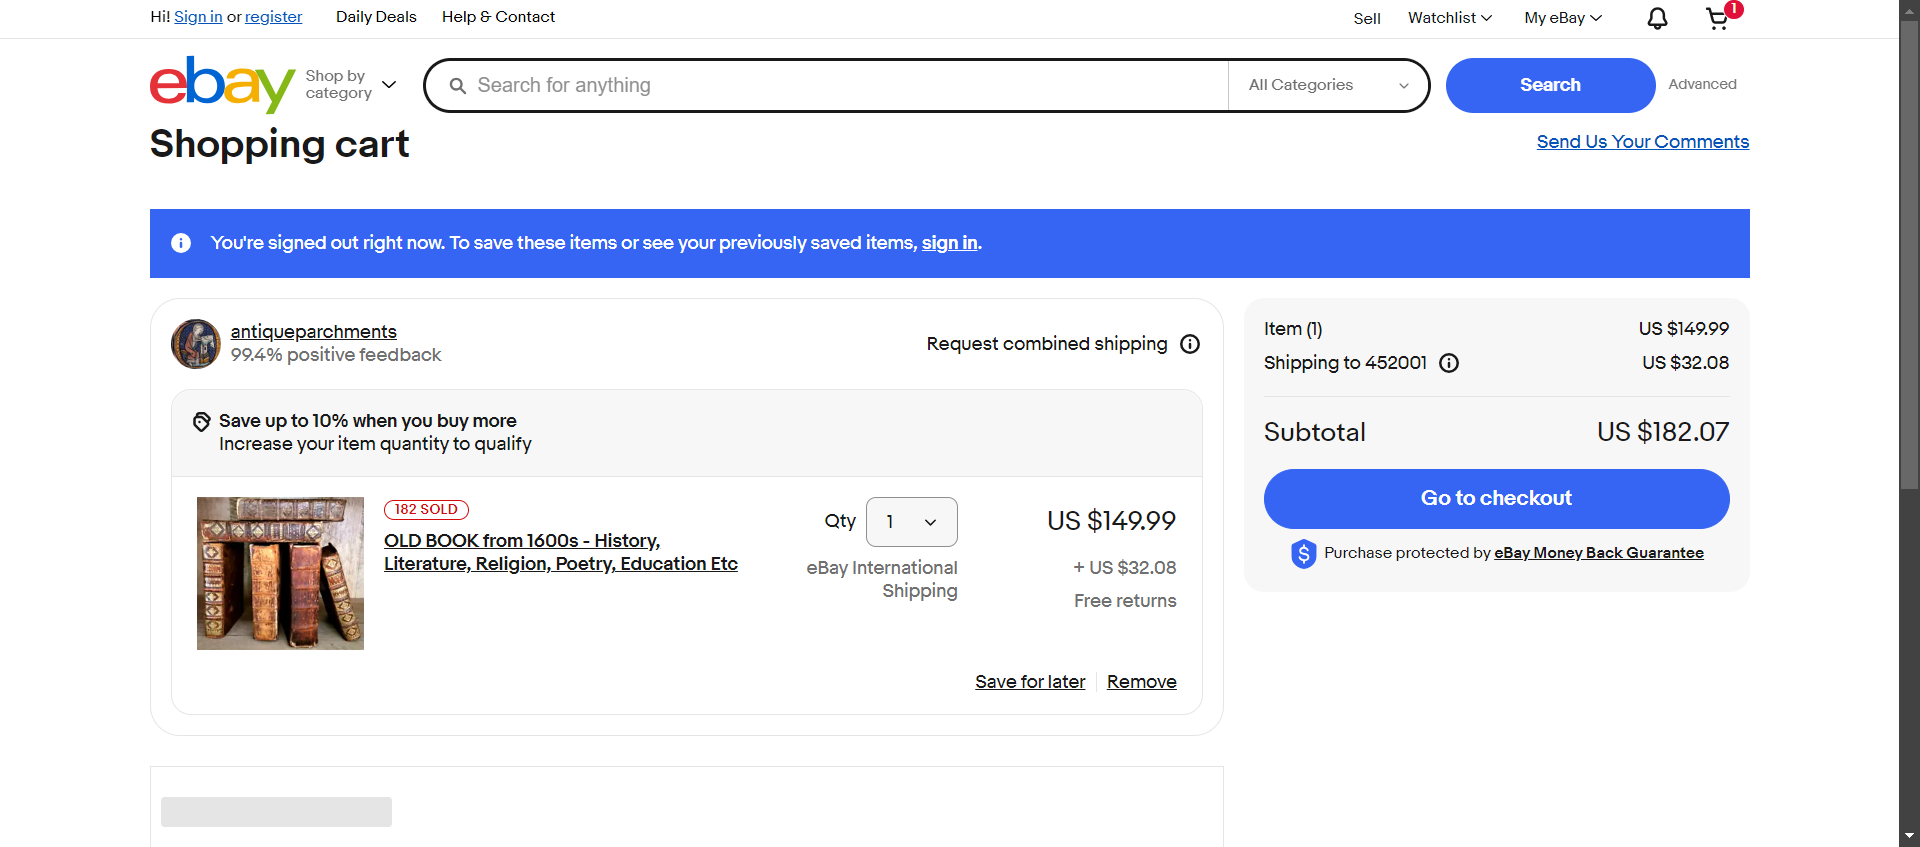 Hi! Sign in or register
Daily Deals
Help & Contact
Sell
Watchlist
My eBay
1
ebay
Shop by
category
Search for anything
All Categories
Search
Advanced
Shopping cart
Send Us Your Comments
You're signed out right now. To save these items or see your previously saved items, sign in.
antiqueparchments
99.4% positive feedback
Request combined shipping
Save up to 10% when you buy more
Increase your item quantity to qualify
182 SOLD
OLD BOOK from 1600s - History,
Literature, Religion, Poetry, Education Etc
Qty
1
US $149.99
eBay International
Shipping
+ US $32.08
Free returns
Save for later
Remove
Item (1)
US $149.99
Shipping to 452001
US $32.08
Subtotal
US $182.07
Go to checkout
Purchase protected by eBay Money Back Guarantee